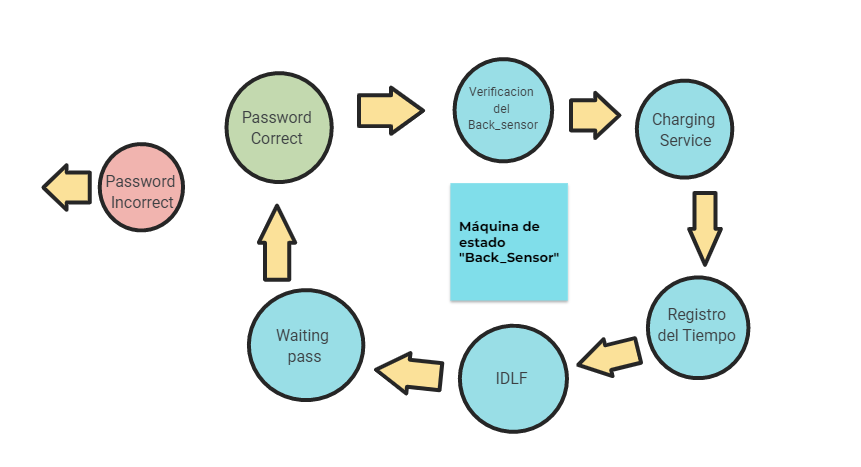 Password
Correct
Verificacion
del
Back_sensor
Charging
Service
Password
Incorrect
Máquina de
estado
"Back_Sensor"
Registro
del Tiempo
Waiting
pass
IDLF